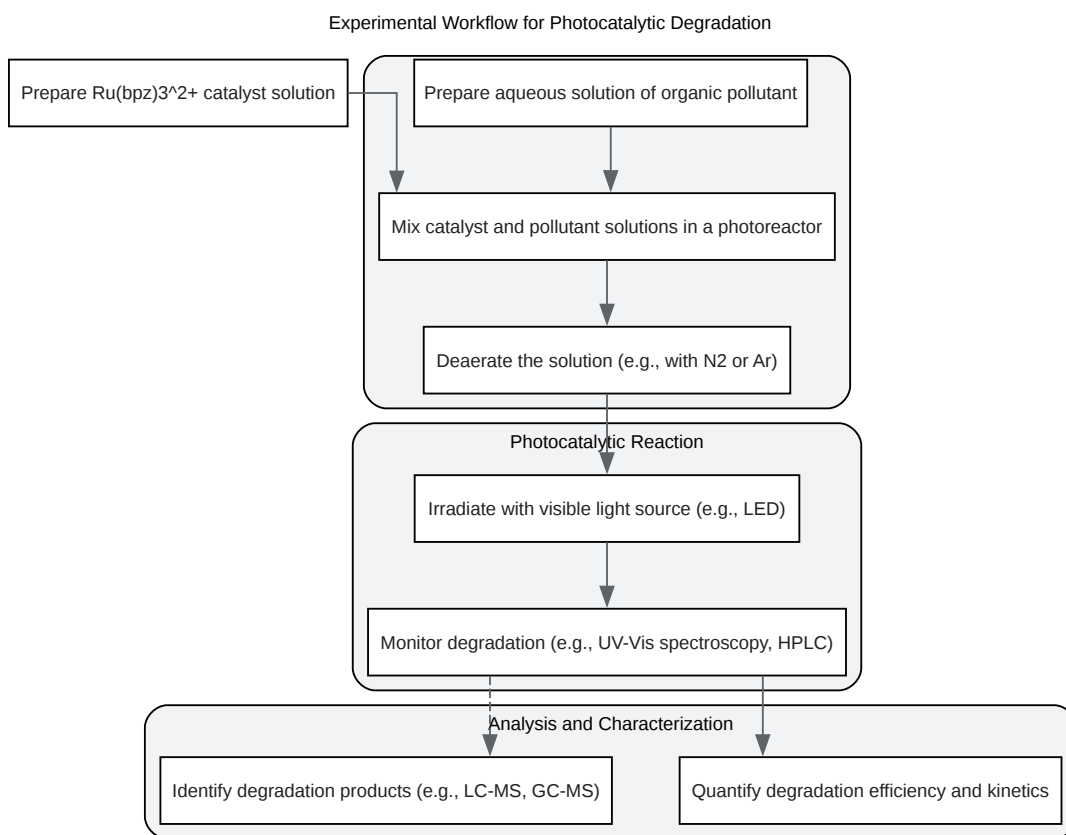 Experimental Workflow for Photocatalytic Degradation
Prepare Ru(bpz)3^2+ catalyst solution
Prepare aqueous solution of organic pollutant
Mix catalyst and pollutant solutions in a photoreactor
Deaerate the solution (e.g., with N2 or Ar)
Photocatalytic Reaction
Irradiate with visible light source (e.g., LED)
Monitor degradation (e.g., UV-Vis spectroscopy, HPLC)
Analysis and Characterization
Identify degradation products (e.g., LC-MS, GC-MS)
Quantify degradation efficiency and kinetics